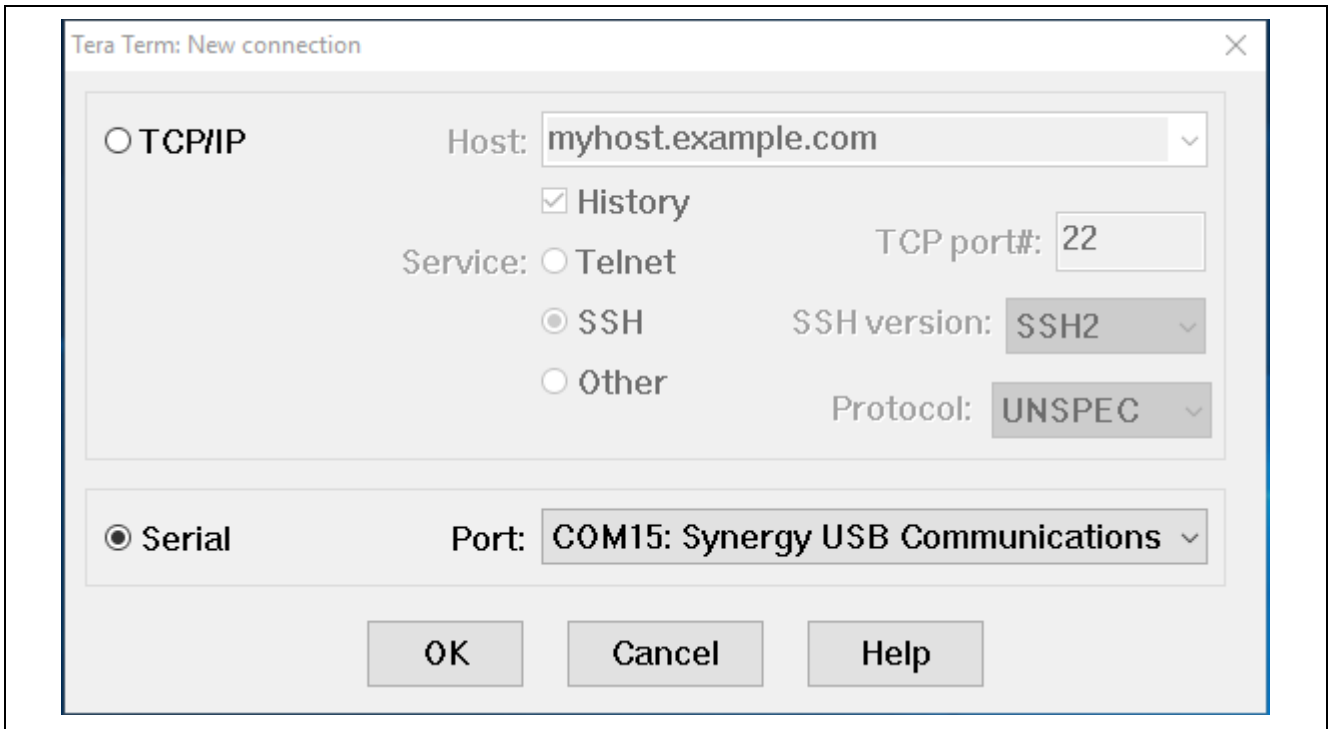 Tera Term: New connection
TCP/IP Host: myhost.example.com
History
TCP port#: 22
Service: Telnet
SSH SSH version: SSH2
Other
Protocol: UNSPEC
Serial Port: COM15: Synergy USB Communications
OK Cancel Help